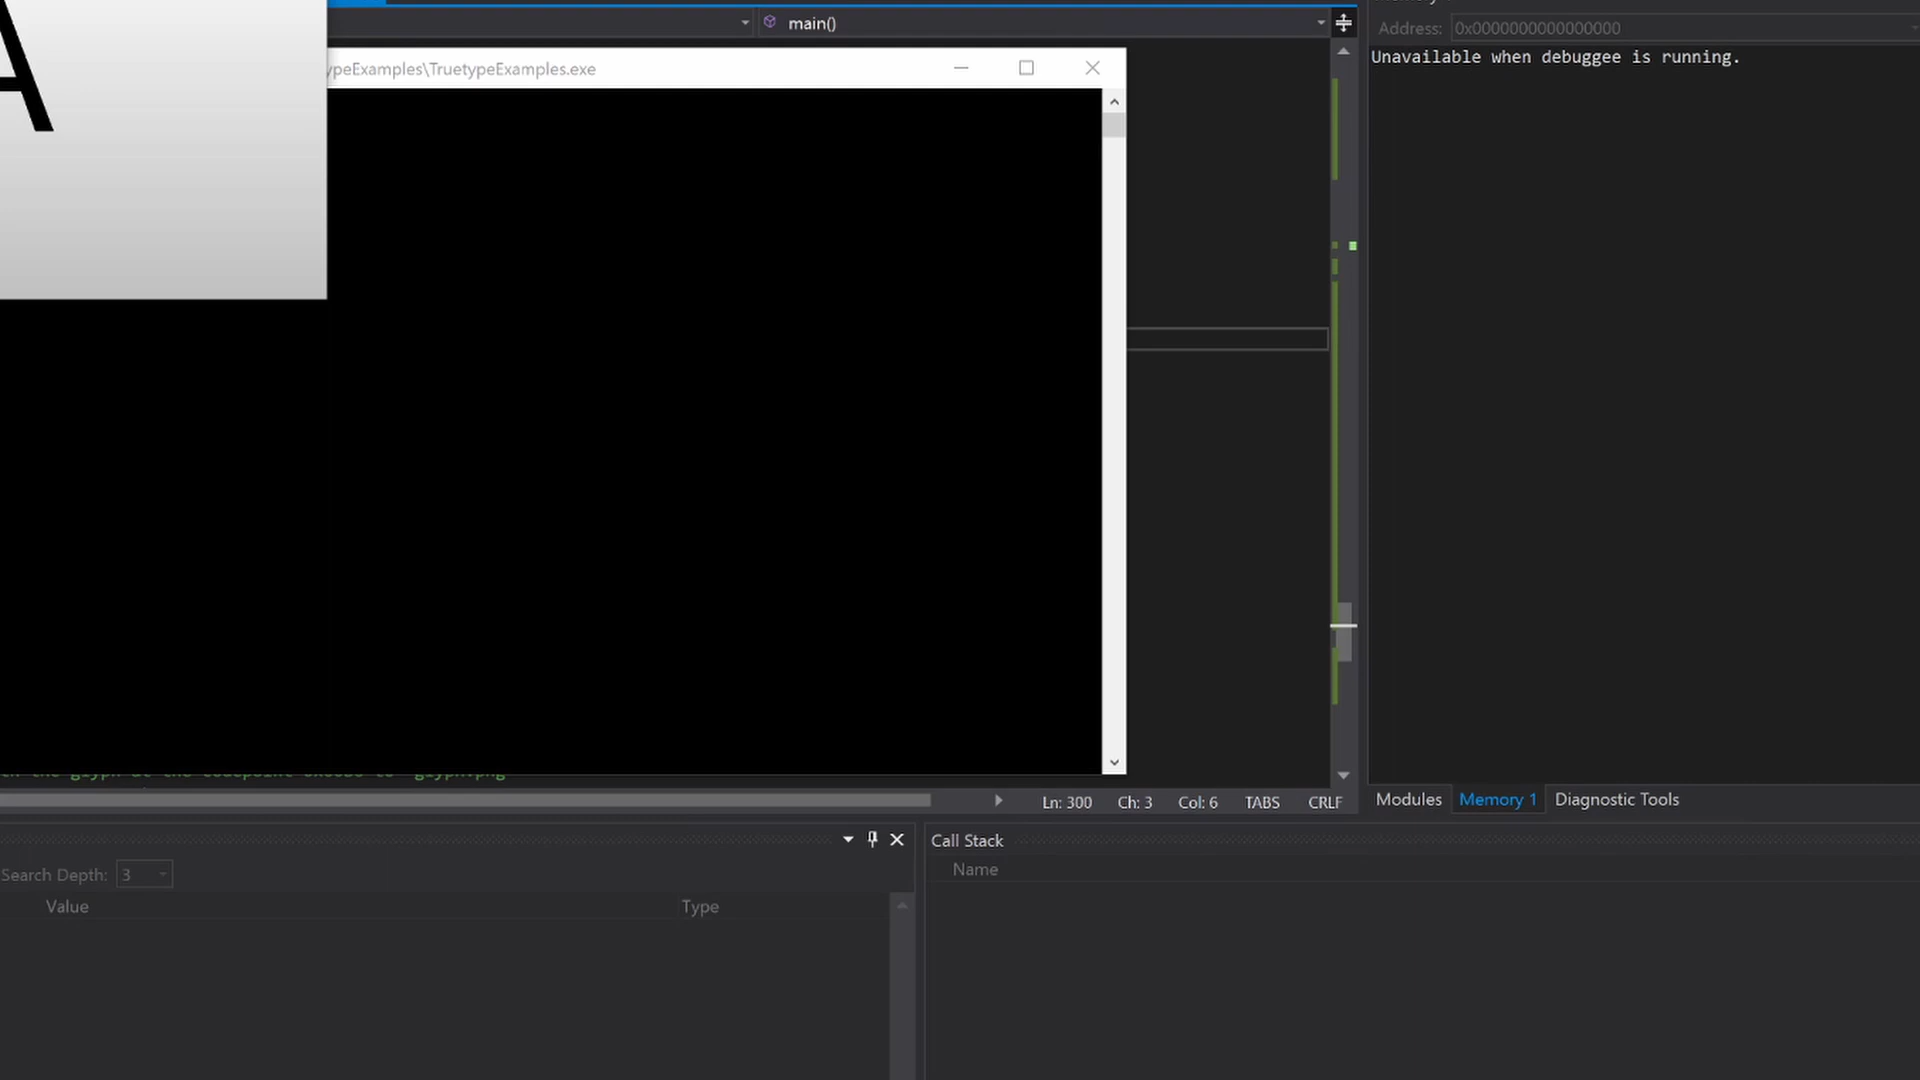 A
main()
Address: 0x0000000000000000
Unavailable when debuggee is running.
ypeExamples\TruetypeExamples.exe
Ln: 300 Ch: 3 Col: 6 TABS CRLF
Modules Memory 1 Diagnostic Tools
Call Stack
Search Depth: 3
Name
Value Type